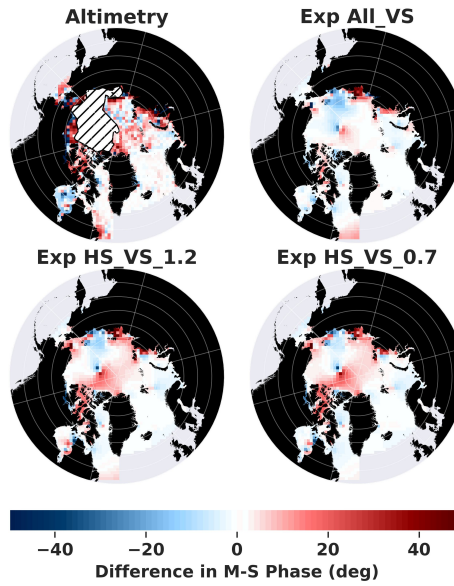 Altimetry
Exp All_VS
Exp HS_VS_1.2
Exp HS_VS_0.7
−40 −20 0 20 40
Difference in M-S Phase (deg)